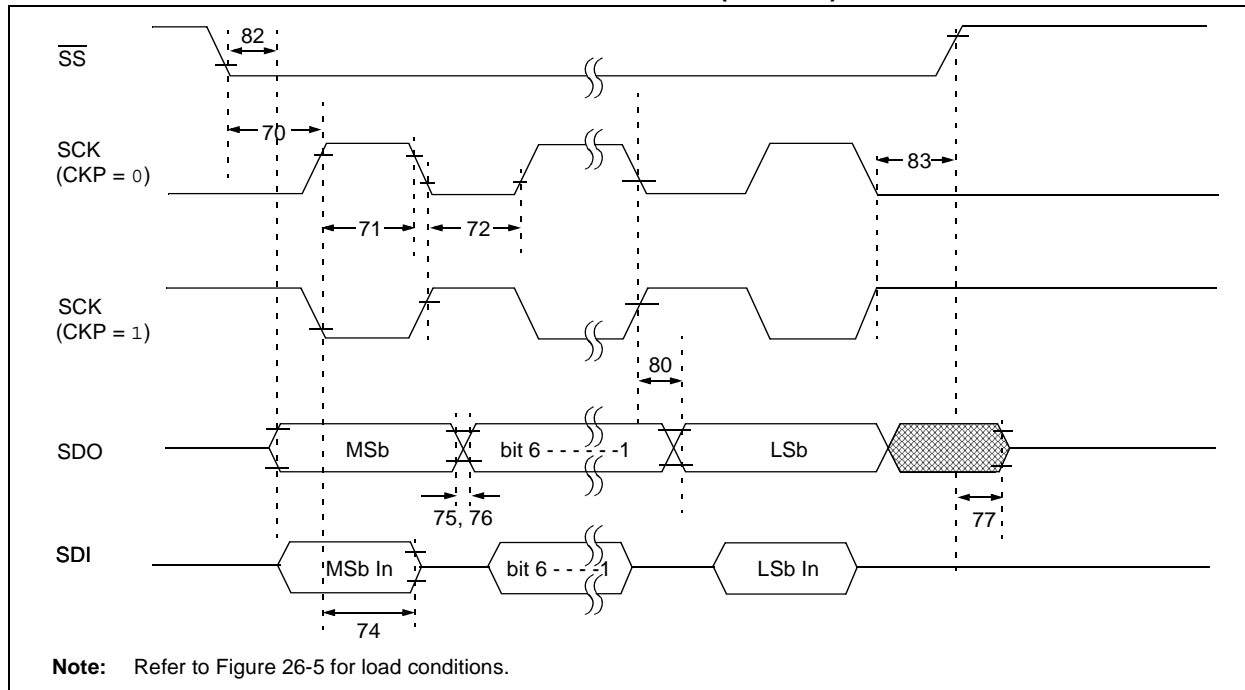 82
SS
70
SCK
(CKP = 0)
83
71
72
SCK
(CKP = 1)
80
SDO
MSb
bit 6 - - - - - -1
LSb
75, 76
77
SDI
MSb In
bit 6 - - - -1
LSb In
74
Note: Refer to Figure 26-5 for load conditions.